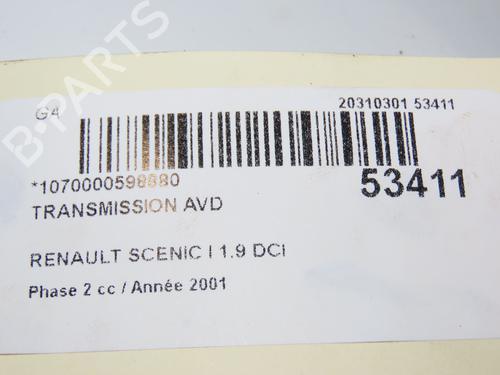 B-PARTS
G4
20310301 53411
*1070000598880
53411
TRANSMISSION AVD
RENAULT SCENIC I 1.9 DCI
Phase 2 cc / Année 2001